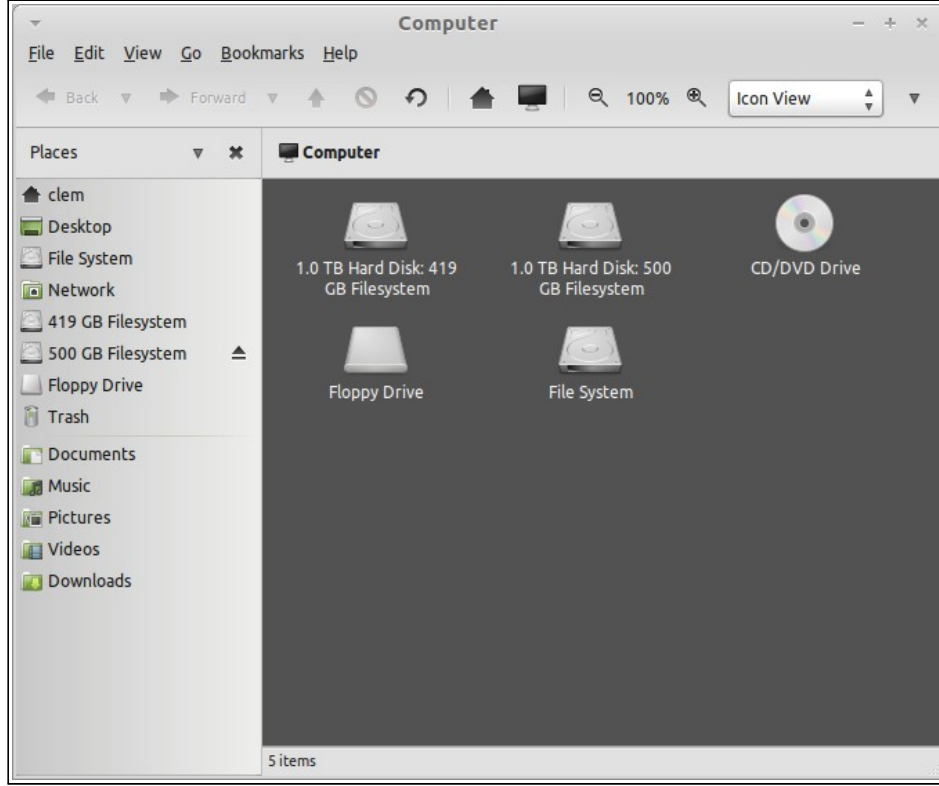 Computer
File Edit View Go Bookmarks Help
Back Forward 100% Icon View
Places
Computer
clem
Desktop
File System
Network
419 GB Filesystem
500 GB Filesystem
Floppy Drive
Trash
Documents
Music
Pictures
Videos
Downloads
1.0 TB Hard Disk: 419
GB Filesystem
1.0 TB Hard Disk: 500
GB Filesystem
CD/DVD Drive
Floppy Drive
File System
5 items